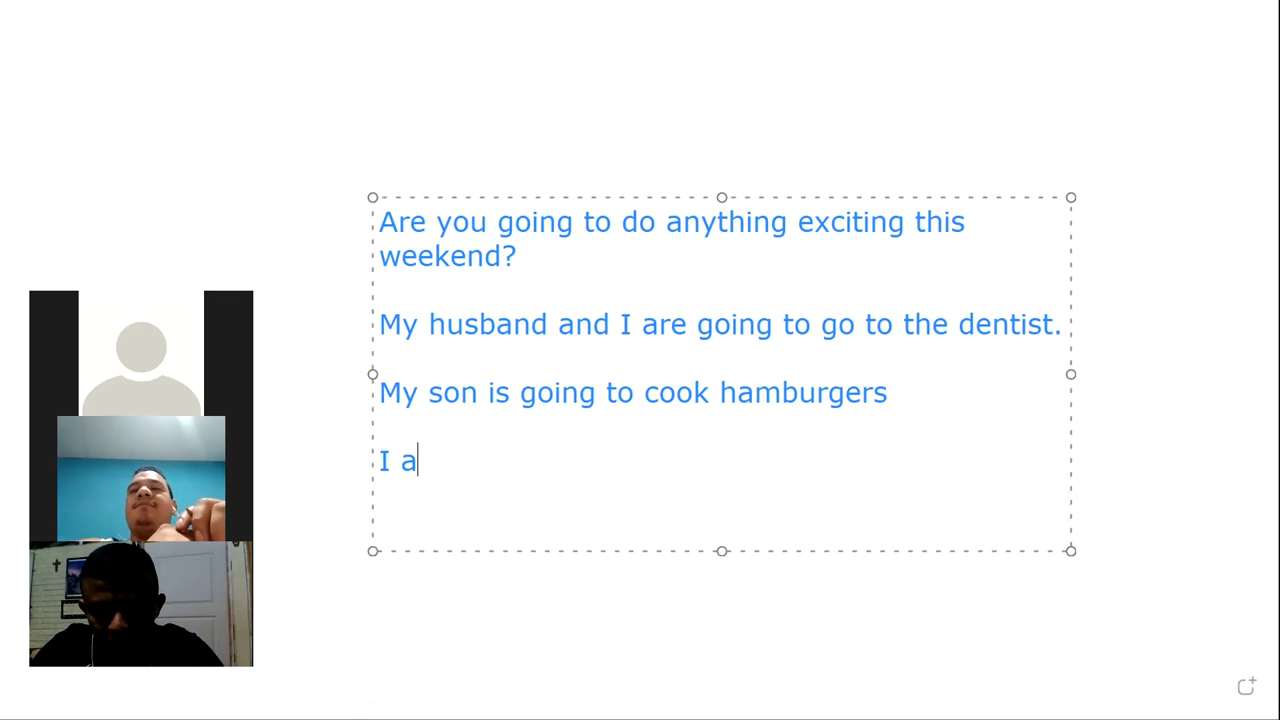 Are you going to do anything exciting this
weekend?
My husband and I are going to go to the dentist.
My son is going to cook hamburgers
I a